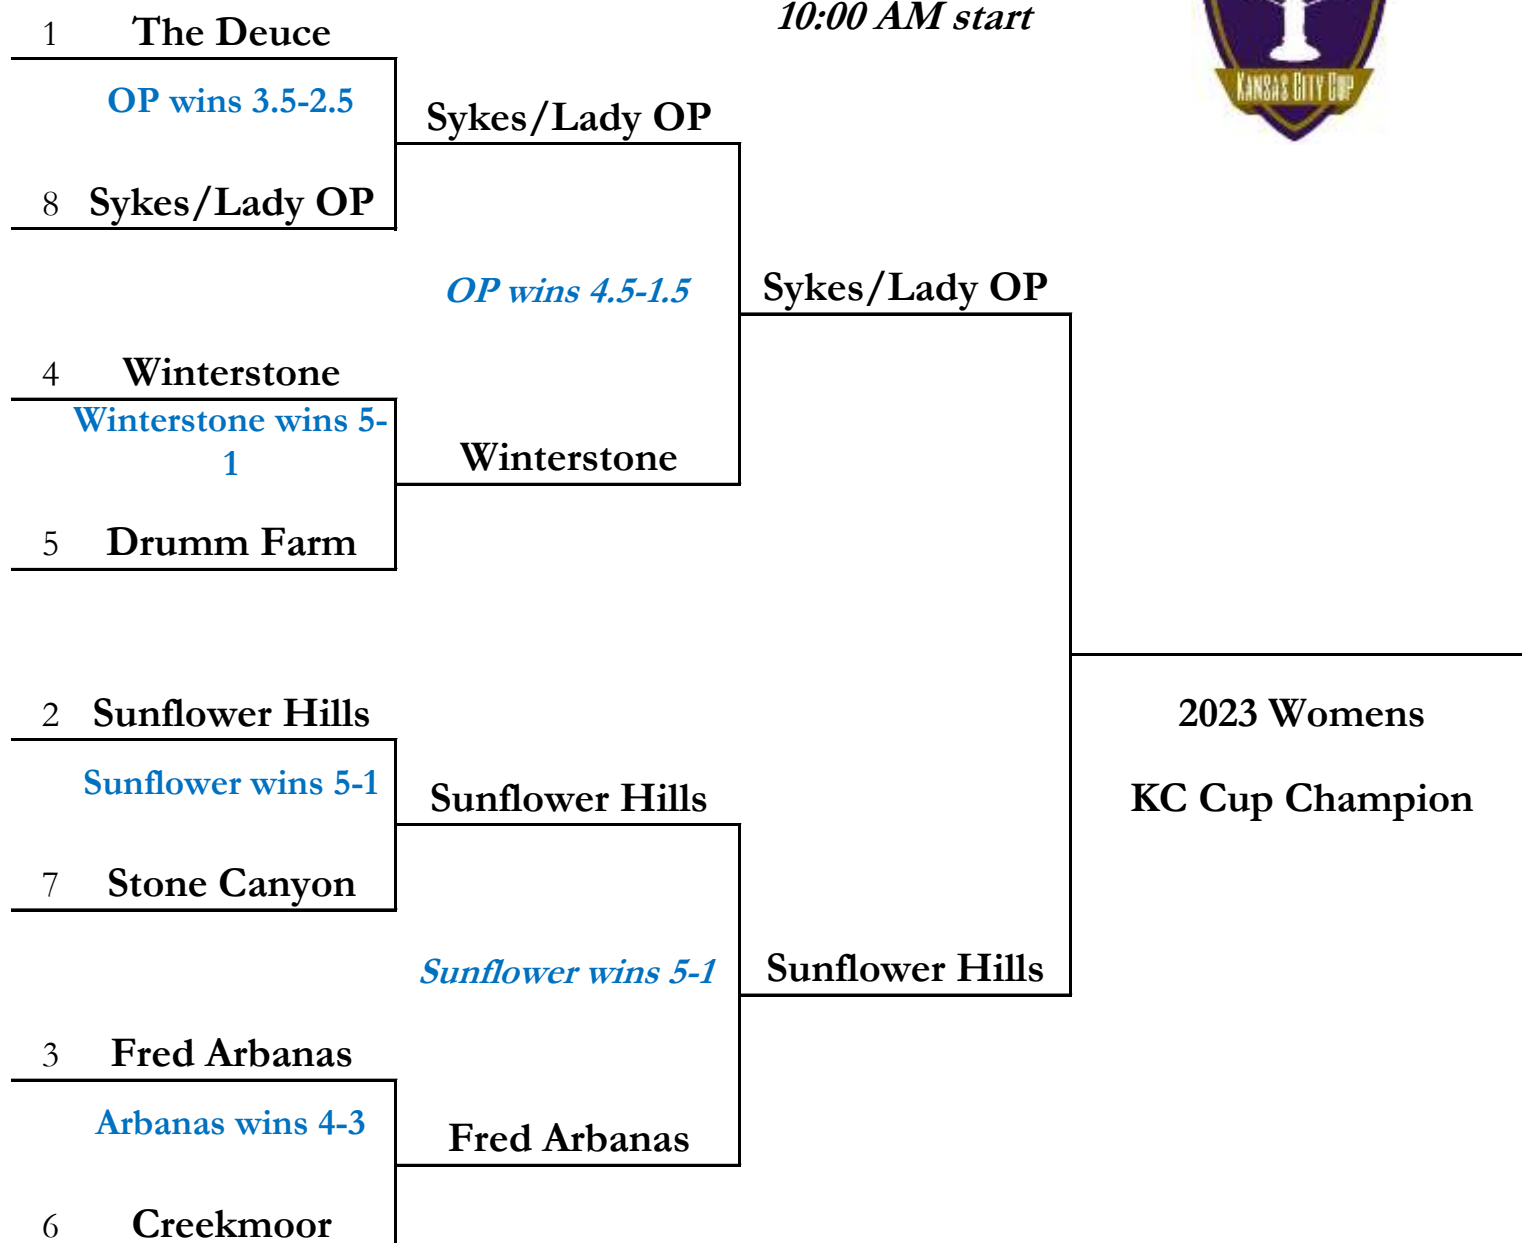 10:00 AM start
KANSAS CITY CUP
1 The Deuce
OP wins 3.5-2.5
Sykes/Lady OP
8 Sykes/Lady OP
OP wins 4.5-1.5
Sykes/Lady OP
4 Winterstone
Winterstone wins 5-
1
Winterstone
5 Drumm Farm
2 Sunflower Hills
2023 Womens
Sunflower wins 5-1
Sunflower Hills
KC Cup Champion
7 Stone Canyon
Sunflower wins 5-1
Sunflower Hills
3 Fred Arbanas
Arbanas wins 4-3
Fred Arbanas
6 Creekmoor